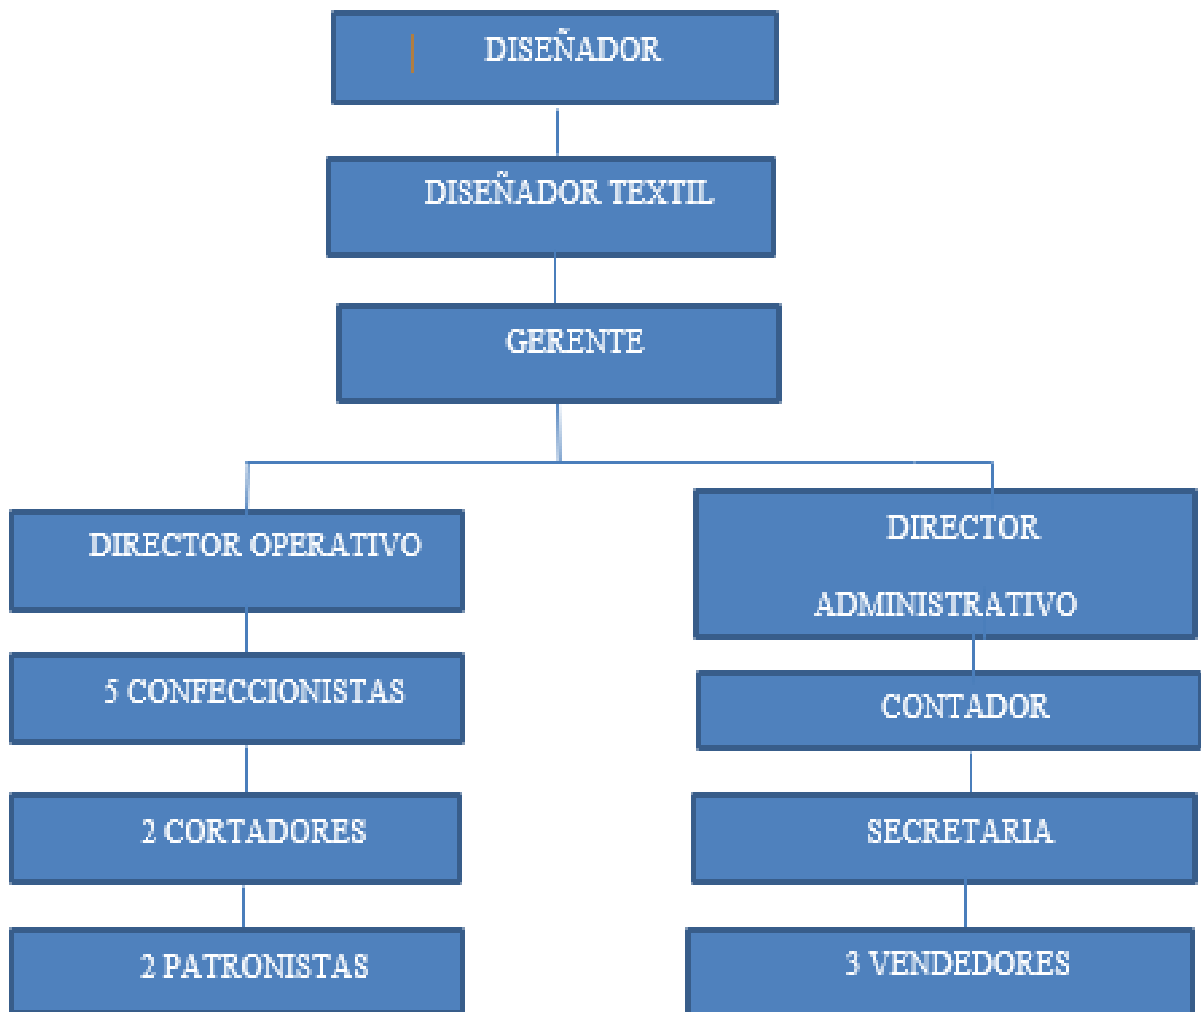 DISEÑADOR
DISEÑADOR TEXTIL
GERENTE
DIRECTOR OPERATIVO
5 CONFECCIONISTAS
2 CORTADORES
2 PATRONISTAS
DIRECTOR
ADMINISTRATIVO
CONTADOR
SECRETARIA
3 VENDEDORES